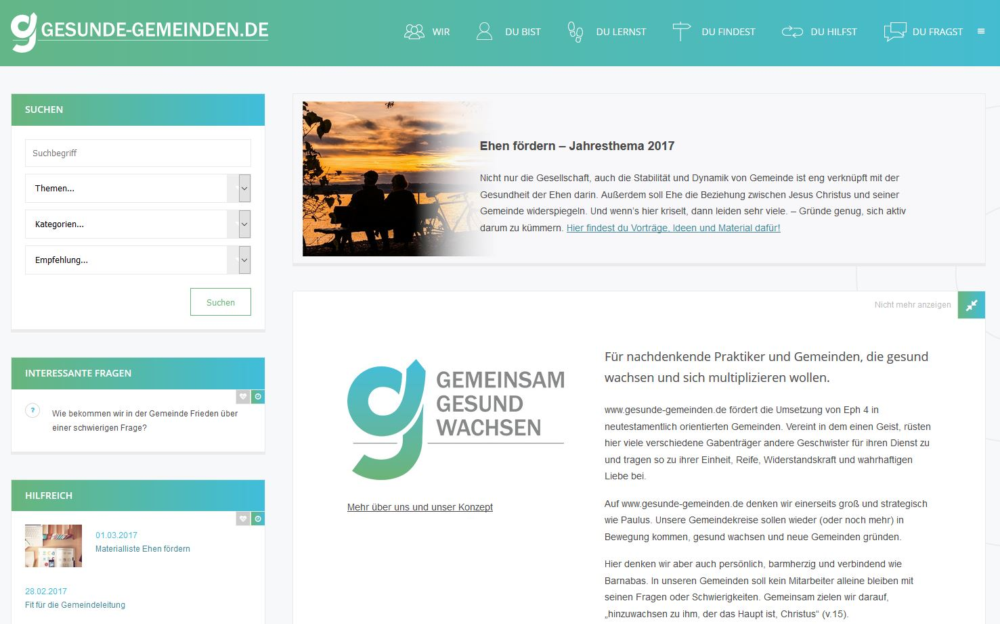 GESUNDE-GEMEINDEN.DE
WIR
DU BIST
DU LERNST
DU FINDEST
DU HILFST
DU FRAGST
SUCHEN
Suchbegriff
Themen...
Kategorien...
Empfehlung...
Suchen
INTERESSANTE FRAGEN
?
Wie bekommen wir in der Gemeinde Frieden über
einer schwierigen Frage?
HILFREICH
01.03.2017
Materialliste Ehen fördern
28.02.2017
Fit für die Gemeindeleitung
Ehen fördern – Jahresthema 2017
Nicht nur die Gesellschaft, auch die Stabilität und Dynamik von Gemeinde ist eng verknüpft mit der
Gesundheit der Ehen darin. Außerdem soll Ehe die Beziehung zwischen Jesus Christus und seiner
Gemeinde widerspiegeln. Und wenn's hier kriselt, dann leiden sehr viele. – Gründe genug, sich aktiv
darum zu kümmern. Hier findest du Vorträge, Ideen und Material dafür!
Nicht mehr anzeigen
GEMEINSAM
GESUND
WACHSEN
Mehr über uns und unser Konzept
Für nachdenkende Praktiker und Gemeinden, die gesund
wachsen und sich multiplizieren wollen.
www.gesunde-gemeinden.de fördert die Umsetzung von Eph 4 in
neutestamentlich orientierten Gemeinden. Vereint in dem einen Geist, rüsten
hier viele verschiedene Gabenträger andere Geschwister für ihren Dienst zu
und tragen so zu ihrer Einheit, Reife, Widerstandskraft und wahrhaftigen
Liebe bei.
Auf www.gesunde-gemeinden.de denken wir einerseits groß und strategisch
wie Paulus. Unsere Gemeindekreise sollen wieder (oder noch mehr) in
Bewegung kommen, gesund wachsen und neue Gemeinden gründen.
Hier denken wir aber auch persönlich, barmherzig und verbindend wie
Barnabas. In unseren Gemeinden soll kein Mitarbeiter alleine bleiben mit
seinen Fragen oder Schwierigkeiten. Gemeinsam zielen wir darauf,
„hinzuwachsen zu ihm, der das Haupt ist, Christus“ (v.15).